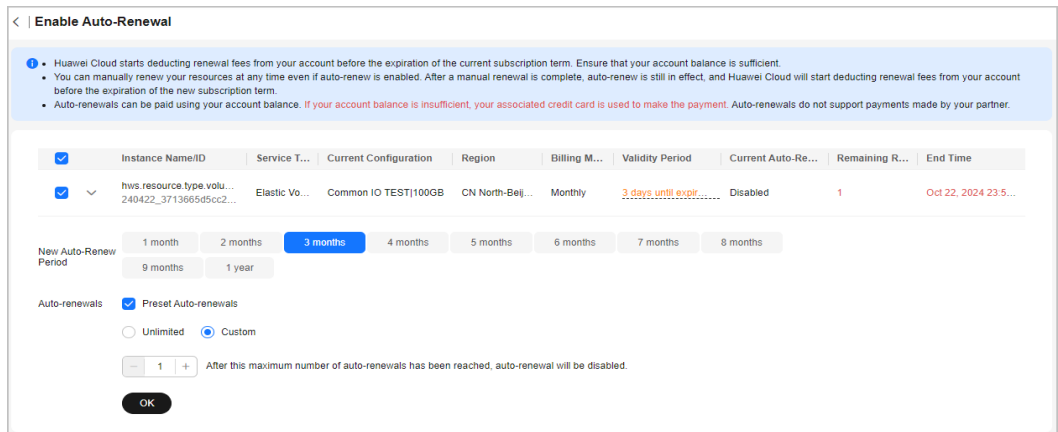 < | Enable Auto-Renewal
• Huawei Cloud starts deducting renewal fees from your account before the expiration of the current subscription term. Ensure that your account balance is sufficient.
• You can manually renew your resources at any time even if auto-renew is enabled. After a manual renewal is complete, auto-renew is still in effect, and Huawei Cloud will start deducting renewal fees from your account
before the expiration of the new subscription term.
• Auto-renewals can be paid using your account balance. If your account balance is insufficient, your associated credit card is used to make the payment. Auto-renewals do not support payments made by your partner.
Instance Name/ID Service T... Current Configuration Region Billing M... Validity Period Current Auto-Re... Remaining R... End Time
hws.resource.type.volu...
240422_3713665d5cc2...
Elastic Vo... Common IO TEST|100GB CN North-Beij... Monthly 3 days until expir... Disabled 1 Oct 22, 2024 23:5...
New Auto-Renew
Period
1 month 2 months 3 months 4 months 5 months 6 months 7 months 8 months
9 months 1 year
Auto-renewals Preset Auto-renewals
Unlimited Custom
− 1 + After this maximum number of auto-renewals has been reached, auto-renewal will be disabled.
OK